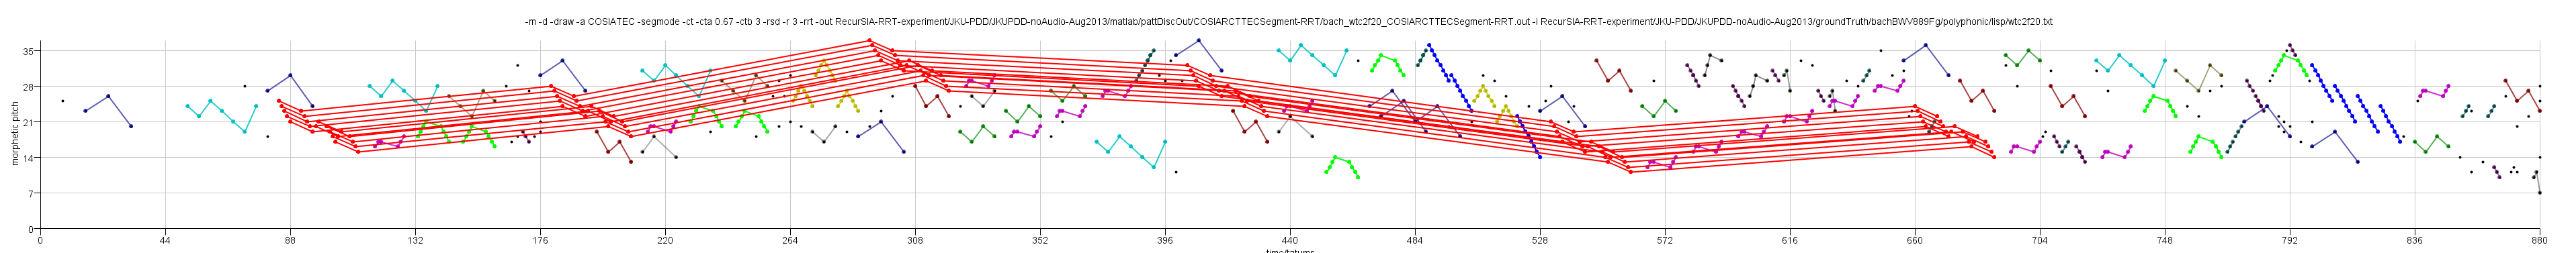 -m -d -draw -a COSIATEC -segmode -ct -cta 0.67 -ctb 3 -rsd -r 3 -rrt -out RecurSIA-RRT-experiment/JKU-PDD/JKUPDD-noAudio-Aug2013/matlab/pattDiscOut/COSIARCTTECSegment-RRT/bach_wtc2f20_COSIARCTTECSegment-RRT.out -i RecurSIA-RRT-experiment/JKU-PDD/JKUPDD-noAudio-Aug2013/groundTruth/bachBWV889Fg/polyphonic/lisp/wtc2f20.txt
morphetic pitch
35
28
21
14
7
0
0 44 88 132 176 220 264 308 352 396 440 484 528 572 616 660 704 748 792 836 880
time/tatums